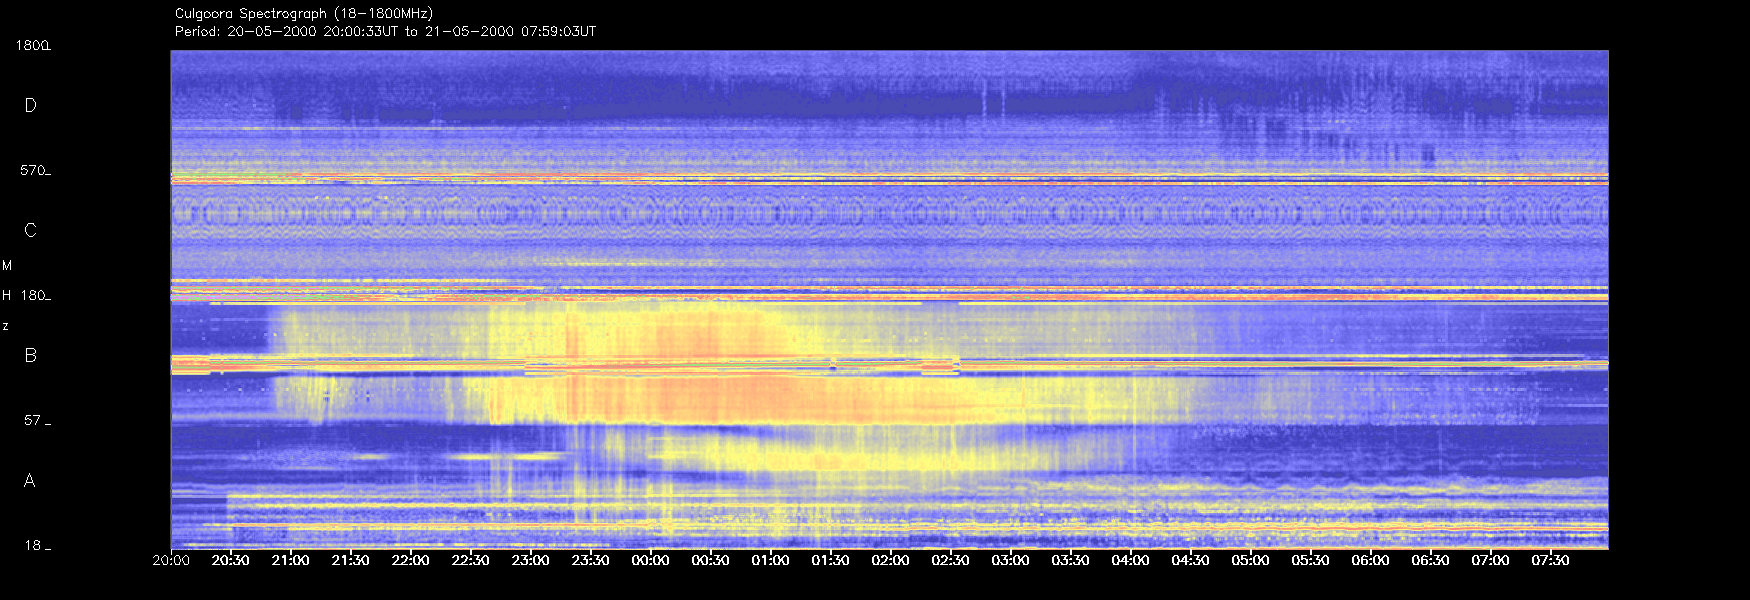 Culgoora Spectrograph (18-1800MHz)
Period: 20-05-2000 20:00:33UT to 21-05-2000 07:59:03UT
1800
D
570
C
M
H 180
z
B
57
A
18
20:00 20:30 21:00 21:30 22:00 22:30 23:00 23:30 00:00 00:30 01:00 01:30 02:00 02:30 03:00 03:30 04:00 04:30 05:00 05:30 06:00 06:30 07:00 07:30